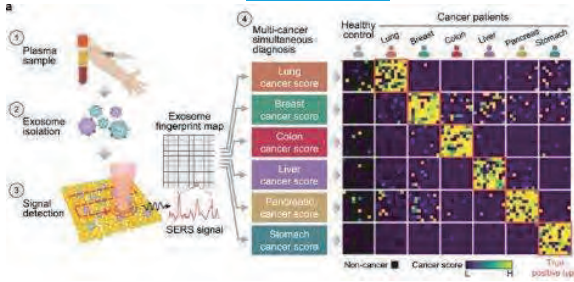 a
1
Plasma
sample
2
Exosome
isolation
3
Signal
detection
Exosome
fingerprint map
SERS signal
4
Multi-cancer
simultaneous
diagnosis
Lung
cancer score
Breast
cancer score
Colon
cancer score
Liver
cancer score
Pancreatic
cancer score
Stomach
cancer score
Healthy
control
Cancer patients
Lung
Breast
Colon
Liver
Pancreas
Stomach
Non-cancer
Cancer score
L
H
True
positive